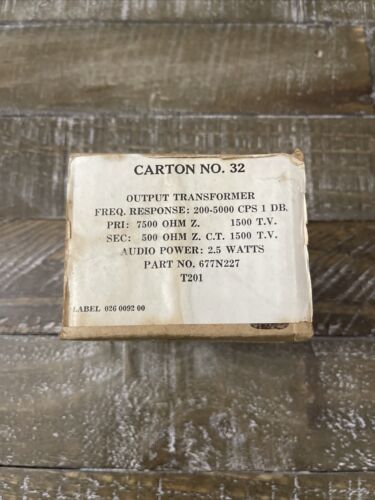 CARTON NO. 32
OUTPUT TRANSFORMER
FREQ. RESPONSE: 200-5000 CPS 1 DB.
PRI: 7500 OHM Z. 1500 T.V.
SEC: 500 OHM Z. C.T. 1500 T.V.
AUDIO POWER: 2.5 WATTS
PART NO. 677N227
T201
LABEL 026 0092 00